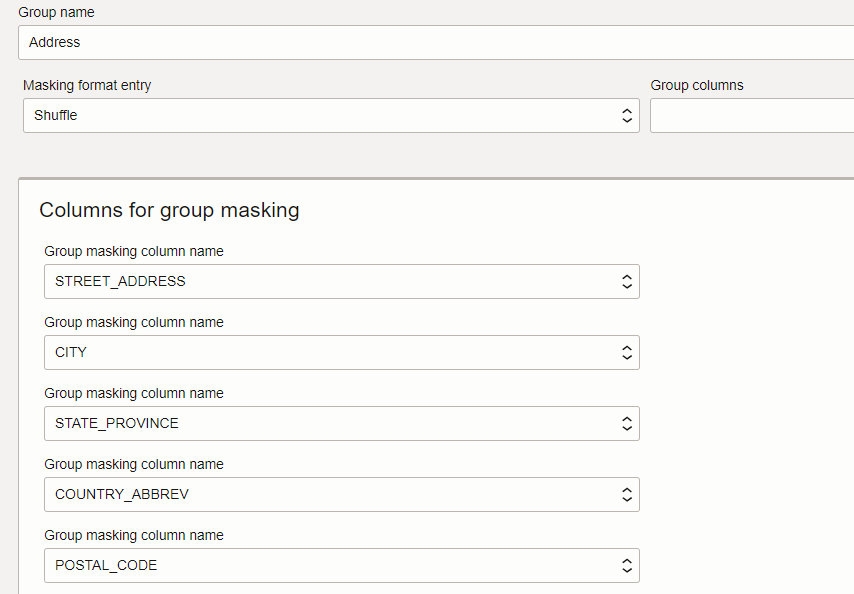 Group name
Address
Masking format entry
Group columns
Shuffle
Columns for group masking
Group masking column name
STREET_ADDRESS
Group masking column name
CITY
Group masking column name
STATE_PROVINCE
Group masking column name
COUNTRY_ABBREV
Group masking column name
POSTAL_CODE